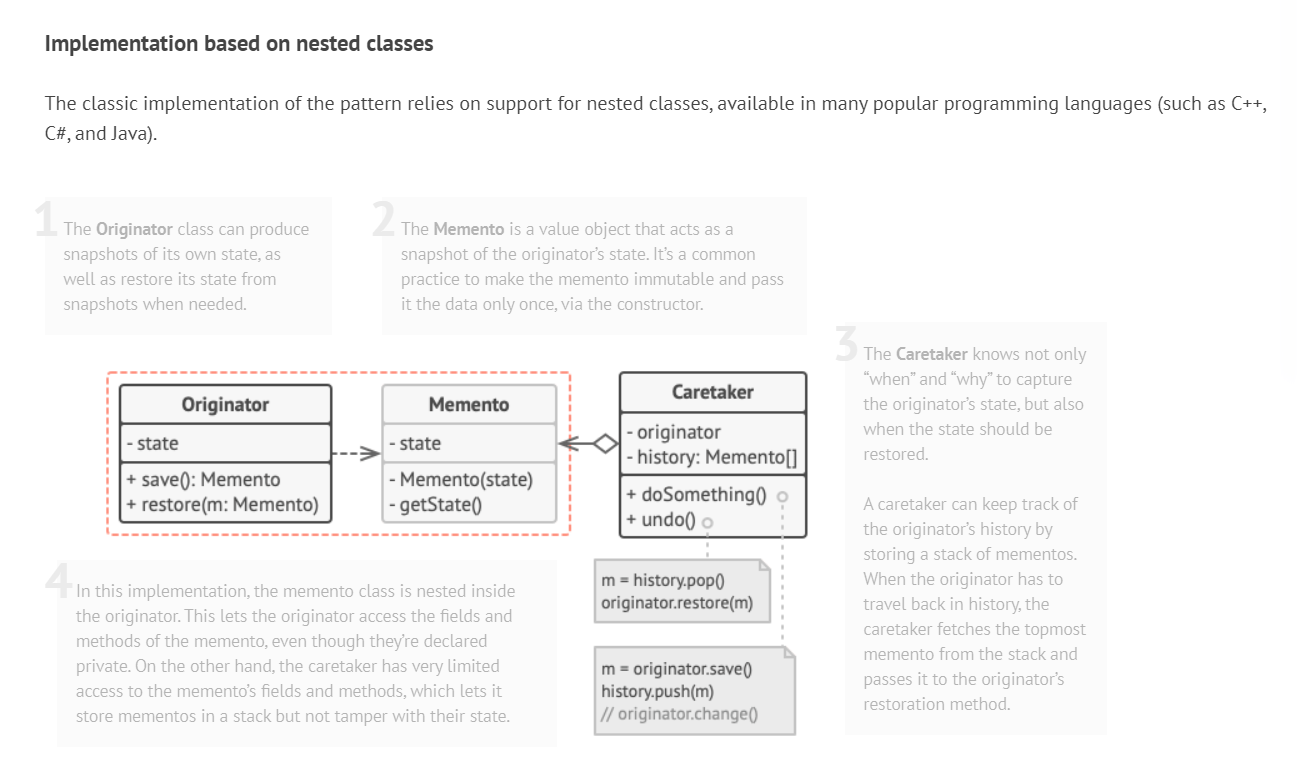 Implementation based on nested classes
The classic implementation of the pattern relies on support for nested classes, available in many popular programming languages (such as C++,
C#, and Java).
1
The Originator class can produce
snapshots of its own state, as
well as restore its state from
snapshots when needed.
2
The Memento is a value object that acts as a
snapshot of the originator’s state. It’s a common
practice to make the memento immutable and pass
it the data only once, via the constructor.
3
The Caretaker knows not only
“when” and “why” to capture
the originator’s state, but also
when the state should be
restored.
A caretaker can keep track of
the originator’s history by
storing a stack of mementos.
When the originator has to
travel back in history, the
caretaker fetches the topmost
memento from the stack and
passes it to the originator’s
restoration method.
Originator
- state
+ save(): Memento
+ restore(m: Memento)
Memento
- state
- Memento(state)
- getState()
Caretaker
- originator
- history: Memento[]
+ doSomething()
+ undo()
m = history.pop()
originator.restore(m)
m = originator.save()
history.push(m)
// originator.change()
4
In this implementation, the memento class is nested inside
the originator. This lets the originator access the fields and
methods of the memento, even though they’re declared
private. On the other hand, the caretaker has very limited
access to the memento’s fields and methods, which lets it
store mementos in a stack but not tamper with their state.